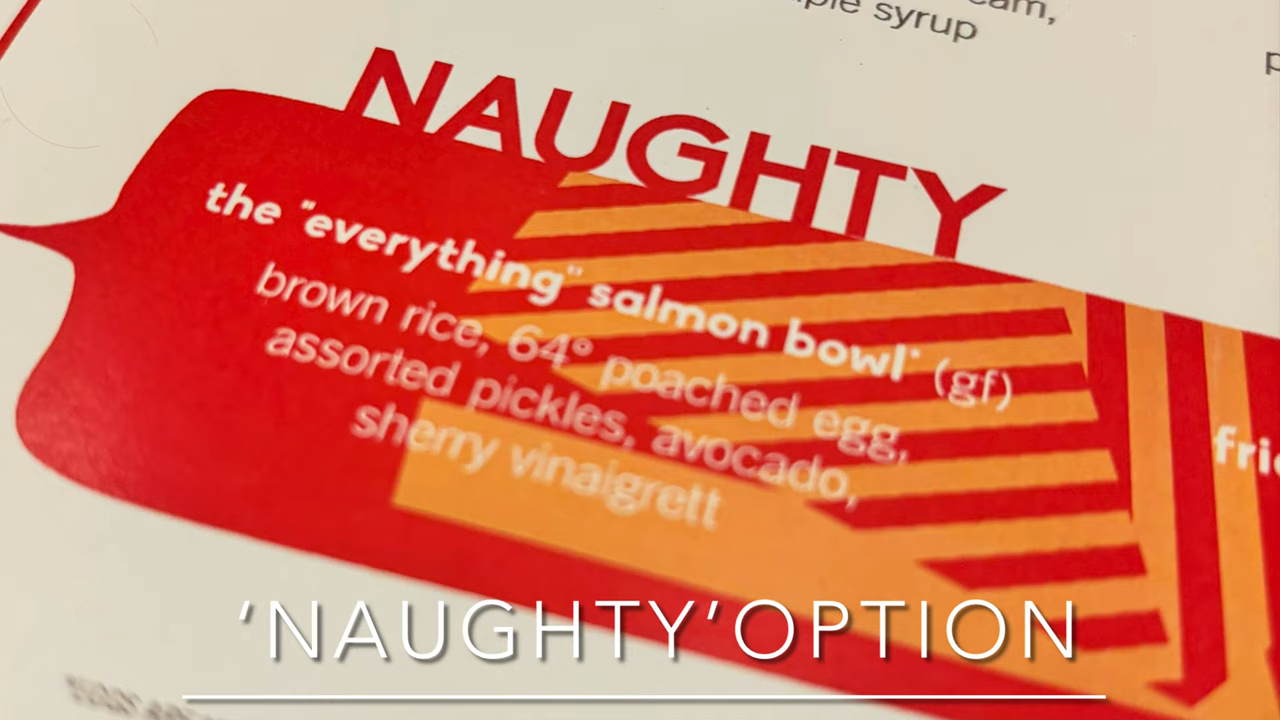 syrup
NAUGHTY
the "everything" salmon bowl* (gf)
brown rice, 64° poached egg,
assorted pickles, avocado,
sherry vinaigrett
'NAUGHTY'OPTION